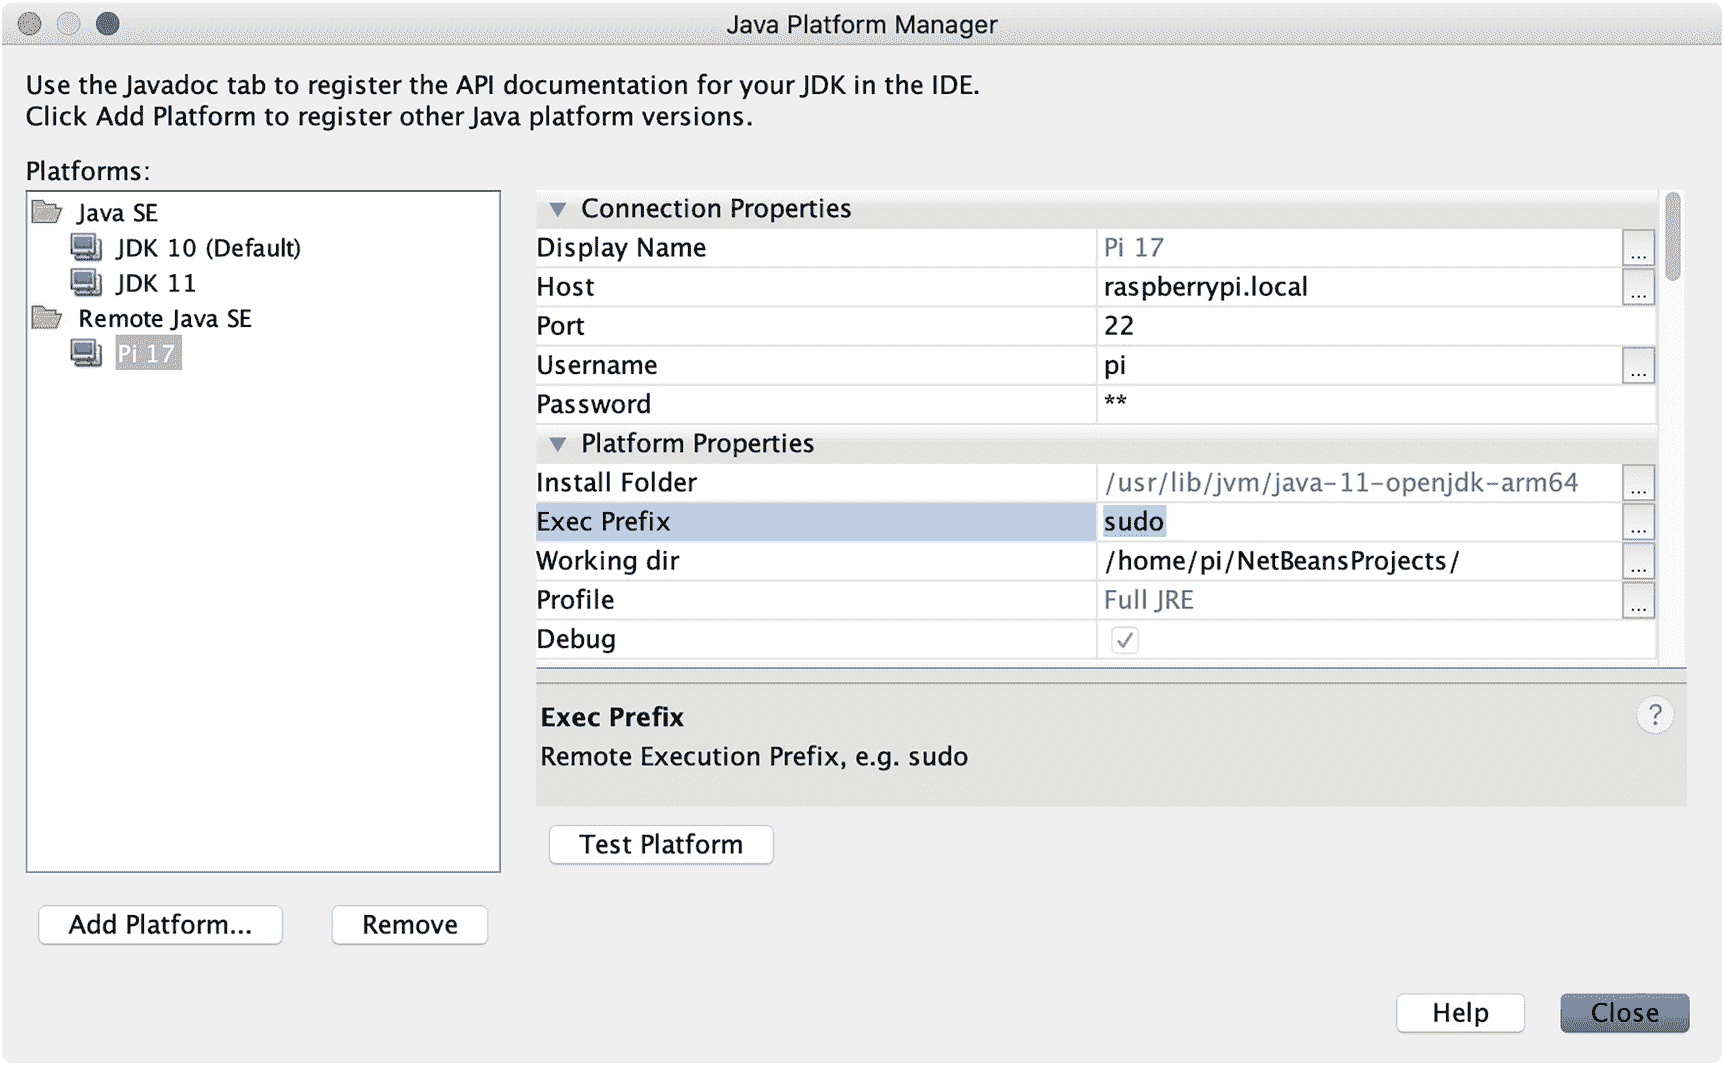 Java Platform Manager
Use the Javadoc tab to register the API documentation for your JDK in the IDE.
Click Add Platform to register other Java platform versions.
Platforms:
Java SE
JDK 10 (Default)
JDK 11
Remote Java SE
Pi 17
Connection Properties
Display Name Pi 17 ...
Host raspberrypi.local ...
Port 22
Username pi ...
Password **
Platform Properties
Install Folder /usr/lib/jvm/java-11-openjdk-arm64 ...
Exec Prefix sudo ...
Working dir /home/pi/NetBeansProjects/ ...
Profile Full JRE ...
Debug
Exec Prefix ?
Remote Execution Prefix, e.g. sudo
Test Platform
Add Platform... Remove
Help Close